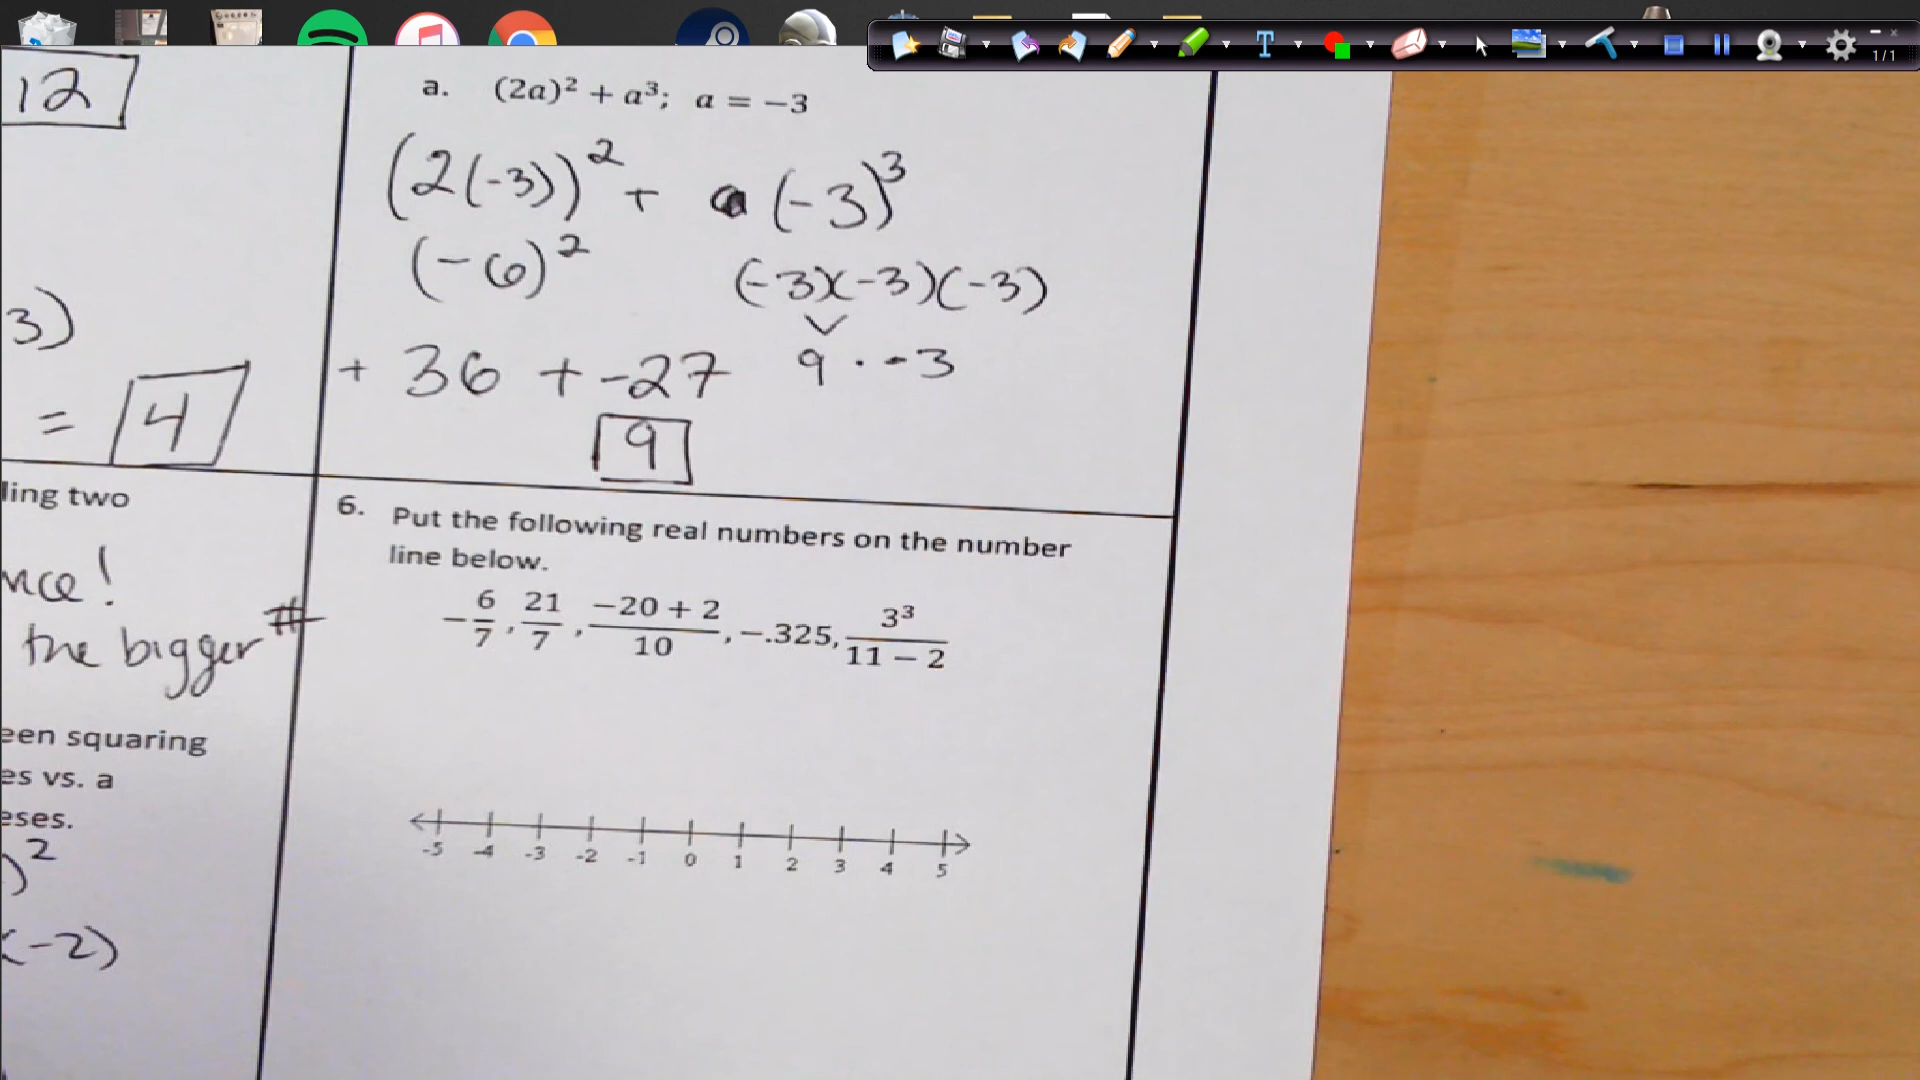 1/1
12
3)
= 4
a. (2a)² + a³; a = −3
(2(-3))² + (-3)³
(-6)² (-3)(-3)(-3)
+ 36 + -27 9 · -3
9
ling two
nce!
the bigger #
een squaring
es vs. a
eses.
)²
(-2)
6. Put the following real numbers on the number
line below.
−6/7, 21/7, (−20 + 2)/10, −.325, 3³/(11 − 2)
-5 -4 -3 -2 -1 0 1 2 3 4 5